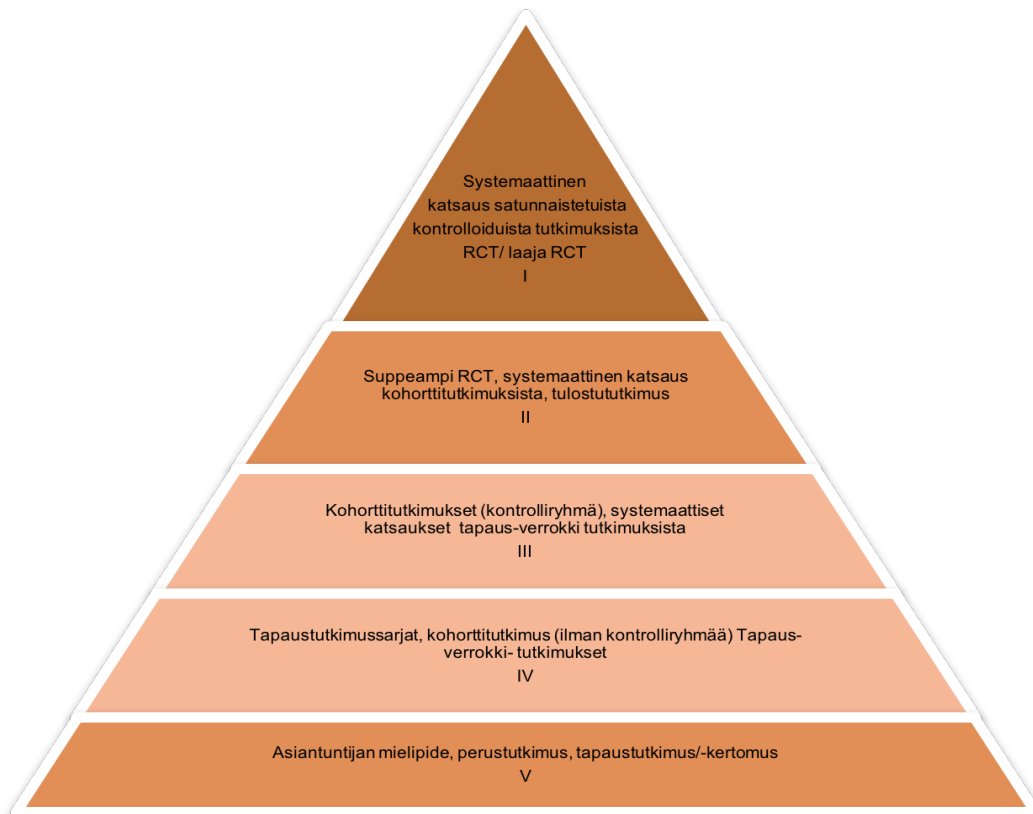 Systemaattinen
katsaus satunnaistetuista
kontrolloiduista tutkimuksista
RCT/ laaja RCT
I
Suppeampi RCT, systemaattinen katsaus
kohorttitutkimuksista, tulostututkimus
II
Kohorttitutkimukset (kontrolliryhmä), systemaattiset
katsaukset tapaus-verrokki tutkimuksista
III
Tapaustutkimussarjat, kohorttitutkimus (ilman kontrolliryhmää) Tapaus-
verrokki- tutkimukset
IV
Asiantuntijan mielipide, perustutkimus, tapaustutkimus/-kertomus
V